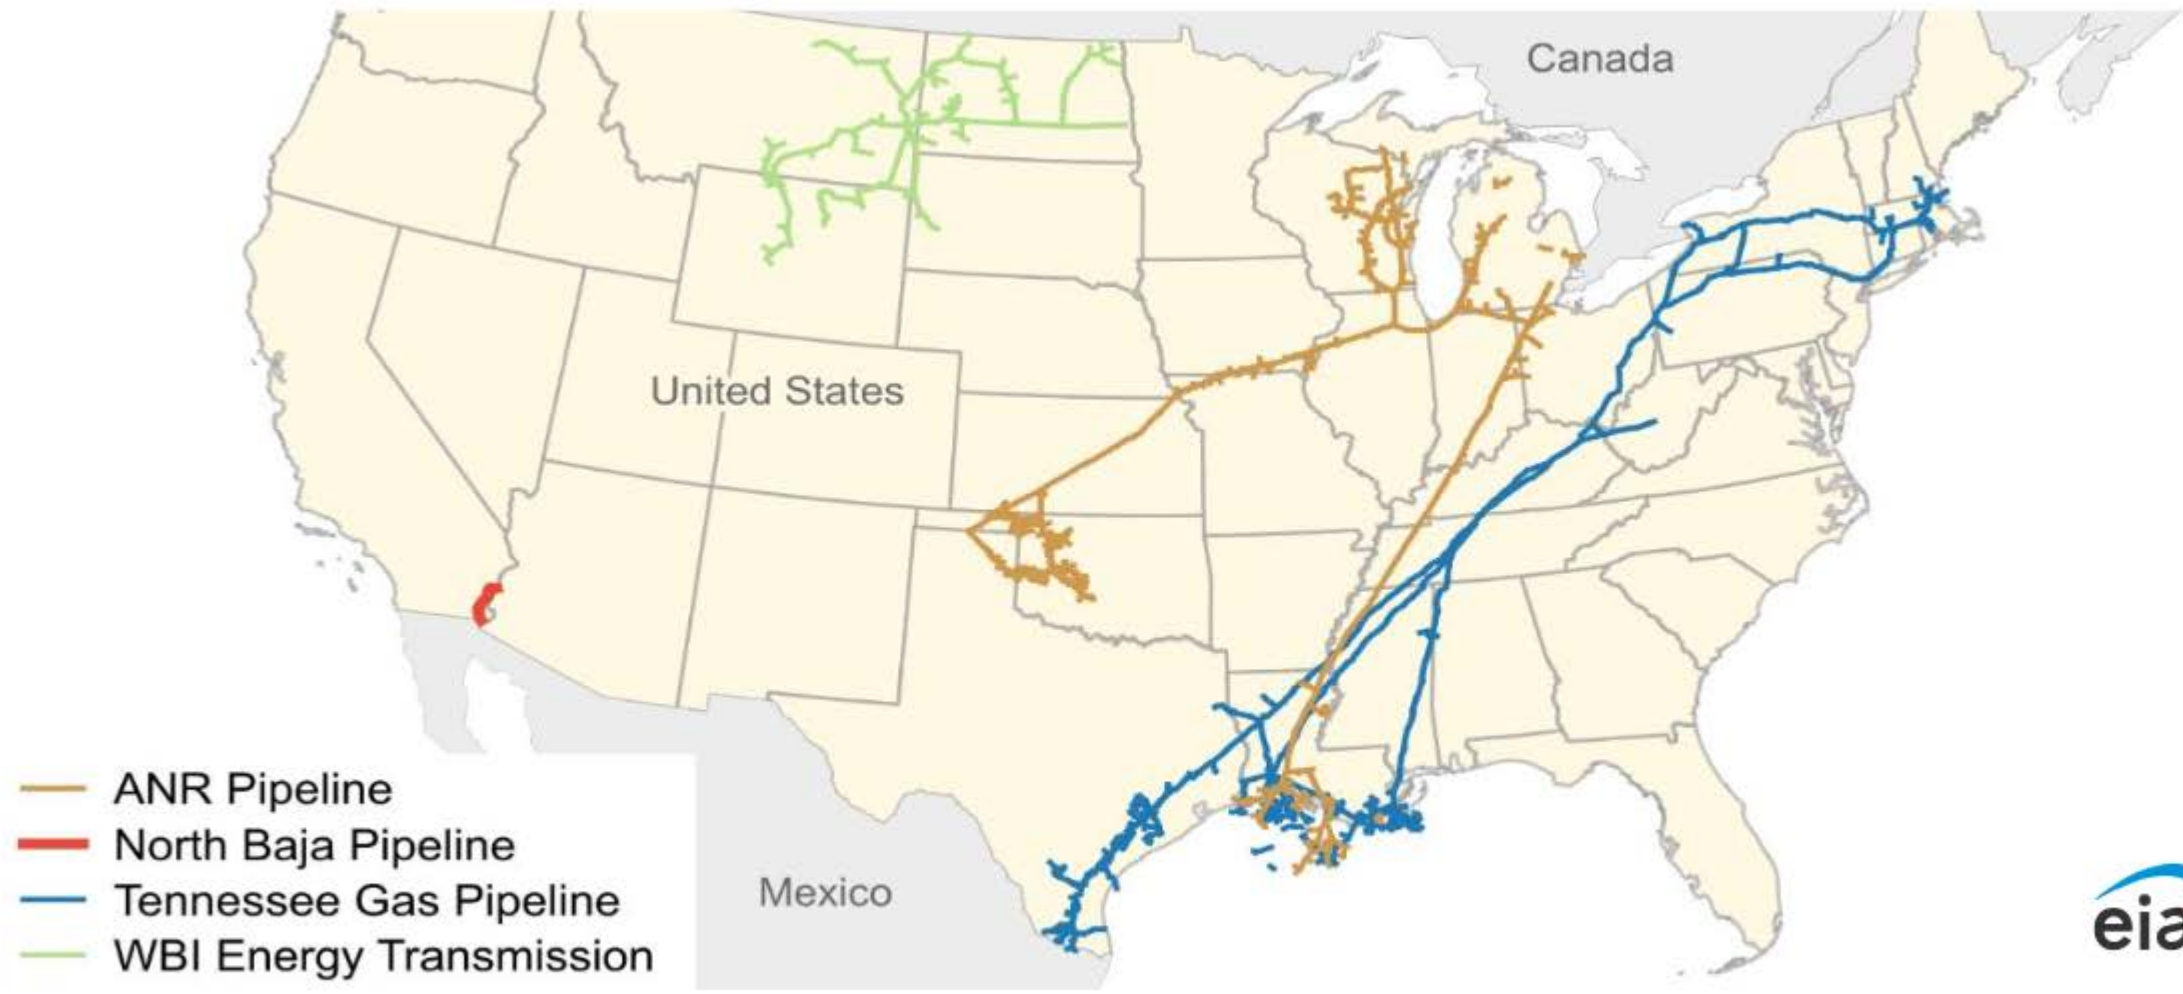 Canada
United States
Mexico
ANR Pipeline
North Baja Pipeline
Tennessee Gas Pipeline
WBI Energy Transmission
eia